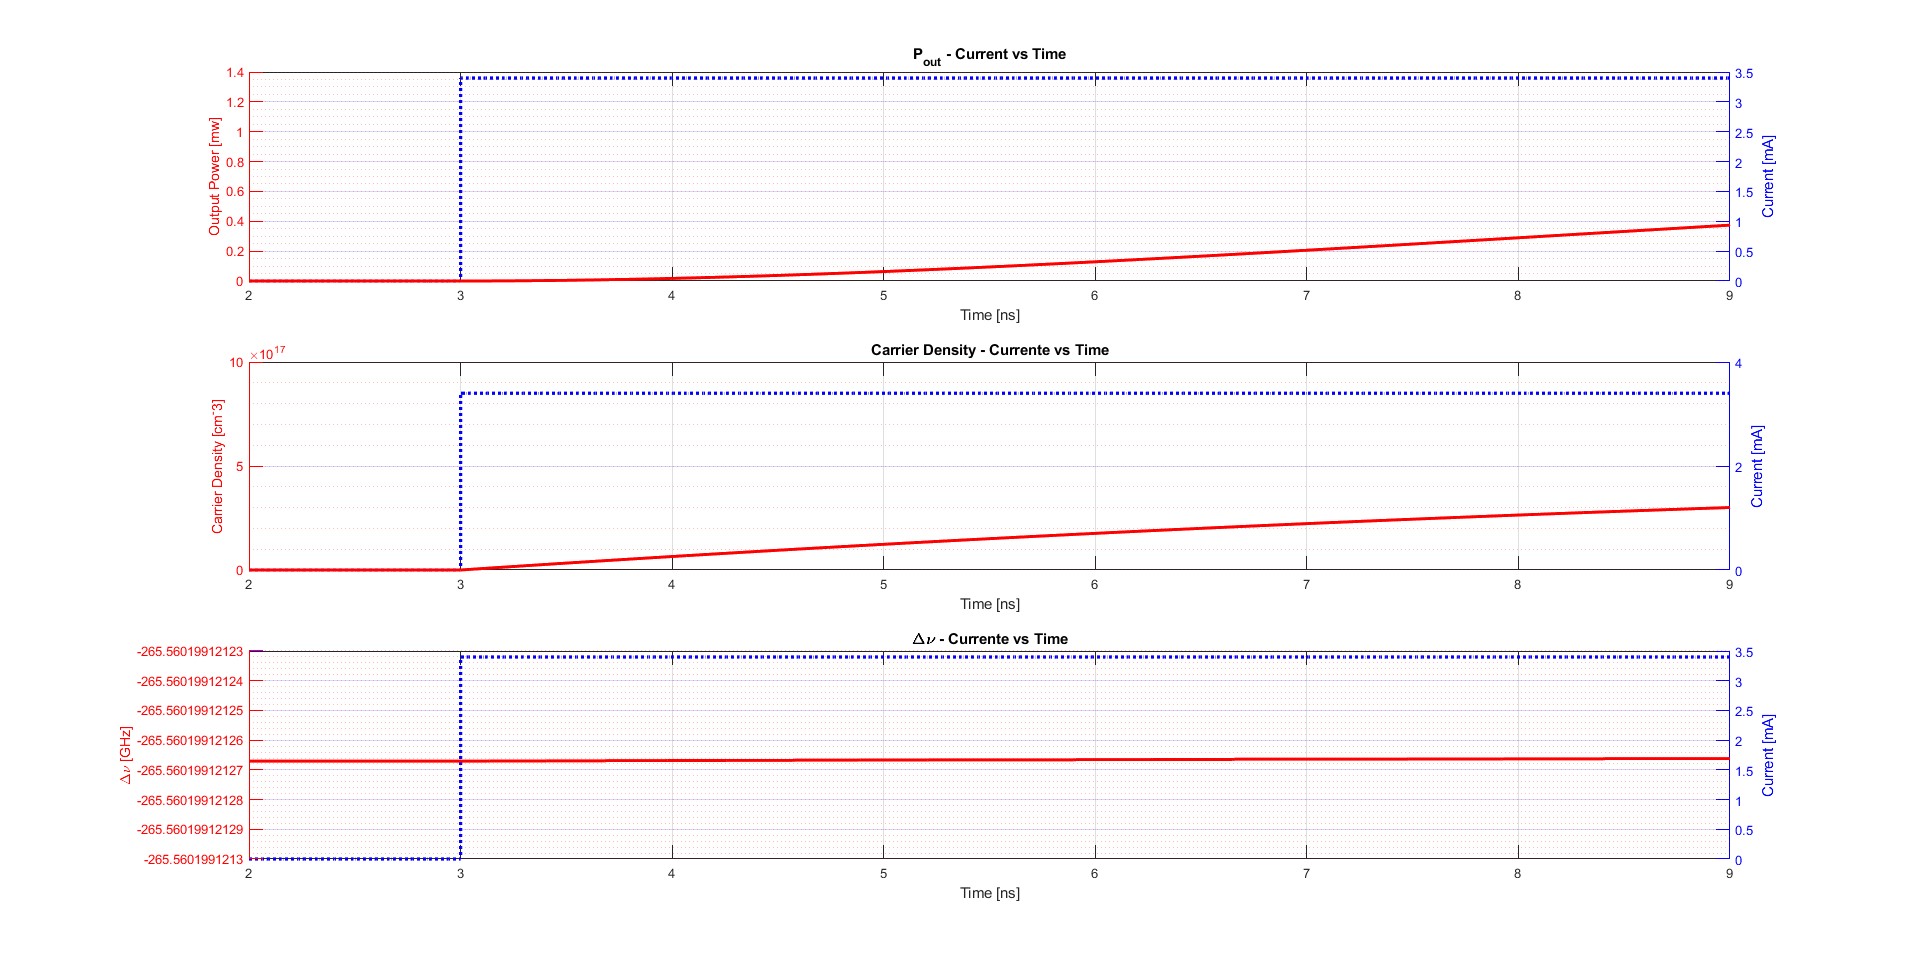 P_out - Current vs Time
1.4
1.2
1
0.8
0.6
0.4
0.2
0
Output Power [mw]
3.5
3
2.5
2
1.5
1
0.5
0
Current [mA]
2 3 4 5 6 7 8 9
Time [ns]
Carrier Density - Currente vs Time
×10^17
10
5
0
Carrier Density [cm^-3]
4
2
0
Current [mA]
2 3 4 5 6 7 8 9
Time [ns]
Δν - Currente vs Time
-265.56019912123
-265.56019912124
-265.56019912125
-265.56019912126
-265.56019912127
-265.56019912128
-265.56019912129
-265.5601991213
Δν [GHz]
3.5
3
2.5
2
1.5
1
0.5
0
Current [mA]
2 3 4 5 6 7 8 9
Time [ns]